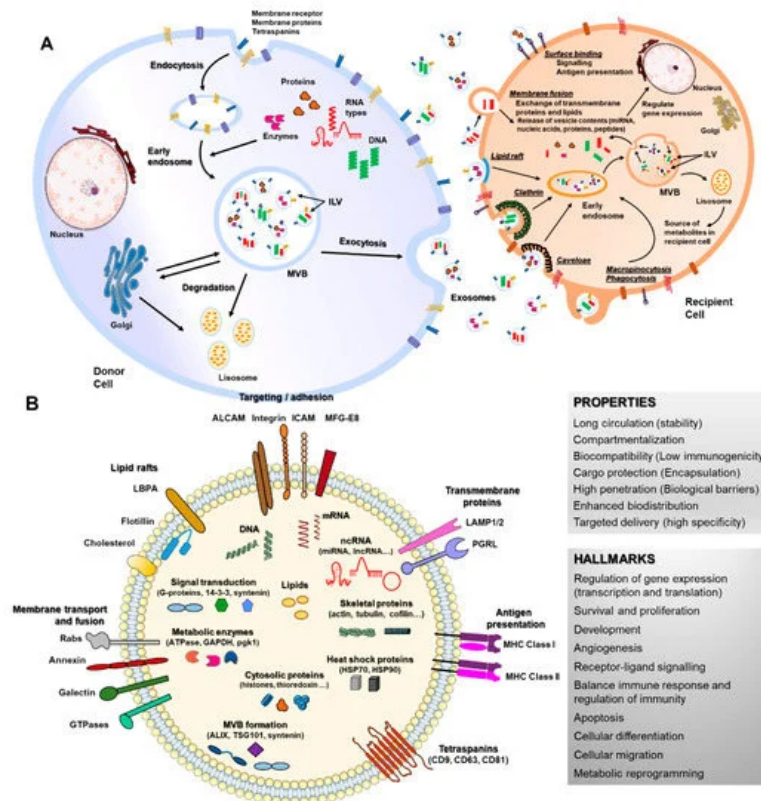 A
Membrane receptor
Membrane proteins
Tetraspanins
Endocytosis
Proteins
RNA
types
Enzymes
DNA
Early
endosome
ILV
Nucleus
MVB
Exocytosis
Degradation
Golgi
Lisosome
Exosomes
Donor
Cell
Surface binding
Signalling
Antigen presentation
Nucleus
Membrane fusion
Exchange of transmembrane
proteins and lipids
Release of vesicle contents (miRNA,
nucleic acids, proteins, peptides)
Regulate
gene expression
Golgi
Lipid raft
ILV
MVB
Clathrin
Early
endosome
Lisosome
Source of
metabolites in
recipient cell
Caveolae
Macropinocytosis
Phagocytosis
Recipient
Cell
B
Targeting / adhesion
ALCAM Integrin ICAM MFG-E8
Lipid rafts
LBPA
Flotillin
Cholesterol
Transmembrane
proteins
LAMP1/2
PGRL
DNA
mRNA
ncRNA
(miRNA, lncRNA...)
Signal transduction
(G-proteins, 14-3-3, syntenin)
Lipids
Skeletal proteins
(actin, tubulin, cofilin...)
Membrane transport
and fusion
Rabs
Annexin
Galectin
GTPases
Metabolic enzymes
(ATPase, GAPDH, pgk1)
Heat shock proteins
(HSP70, HSP90)
Antigen
presentation
MHC Class I
MHC Class II
Cytosolic proteins
(histones, thioredoxin...)
MVB formation
(ALIX, TSG101, syntenin)
Tetraspanins
(CD9, CD63, CD81)
PROPERTIES
Long circulation (stability)
Compartmentalization
Biocompatibility (Low immunogenicity)
Cargo protection (Encapsulation)
High penetration (Biological barriers)
Enhanced biodistribution
Targeted delivery (high specificity)
HALLMARKS
Regulation of gene expression
(transcription and translation)
Survival and proliferation
Development
Angiogenesis
Receptor-ligand signalling
Balance immune response and
regulation of immunity
Apoptosis
Cellular differentiation
Cellular migration
Metabolic reprogramming